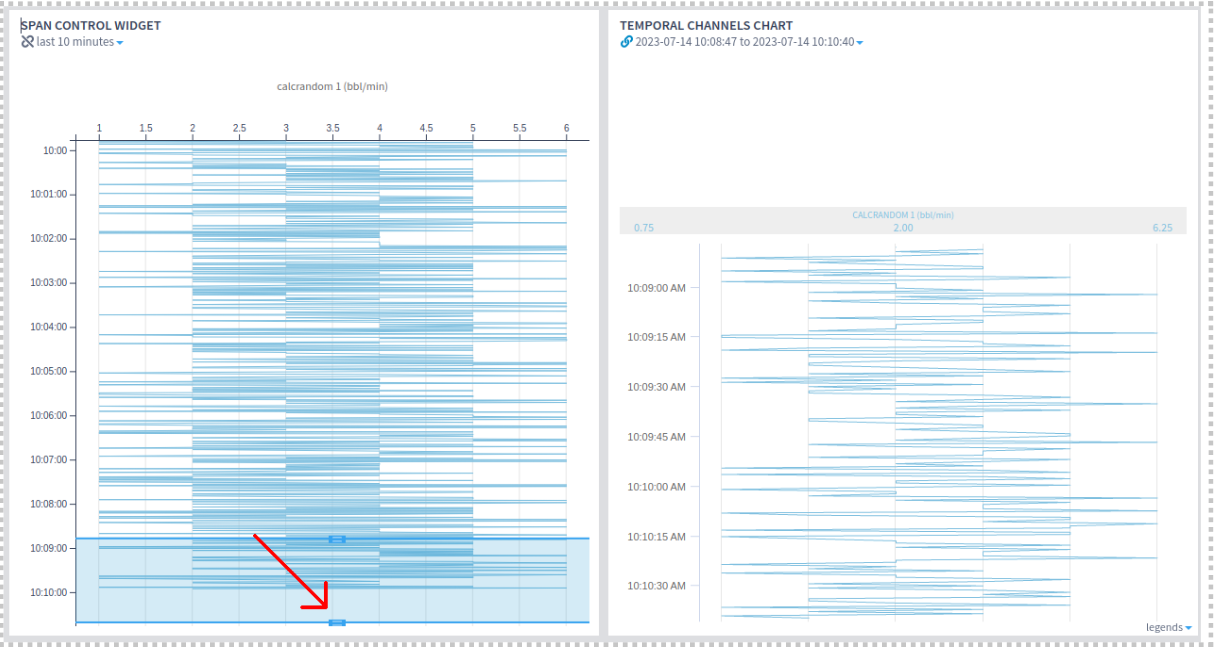 SPAN CONTROL WIDGET
last 10 minutes
calcrandom 1 (bbl/min)
1 1.5 2 2.5 3 3.5 4 4.5 5 5.5 6
10:00
10:01:00
10:02:00
10:03:00
10:04:00
10:05:00
10:06:00
10:07:00
10:08:00
10:09:00
10:10:00
TEMPORAL CHANNELS CHART
2023-07-14 10:08:47 to 2023-07-14 10:10:40
CALCRANDOM 1 (bbl/min)
0.75 2.00 6.25
10:09:00 AM
10:09:15 AM
10:09:30 AM
10:09:45 AM
10:10:00 AM
10:10:15 AM
10:10:30 AM
legends